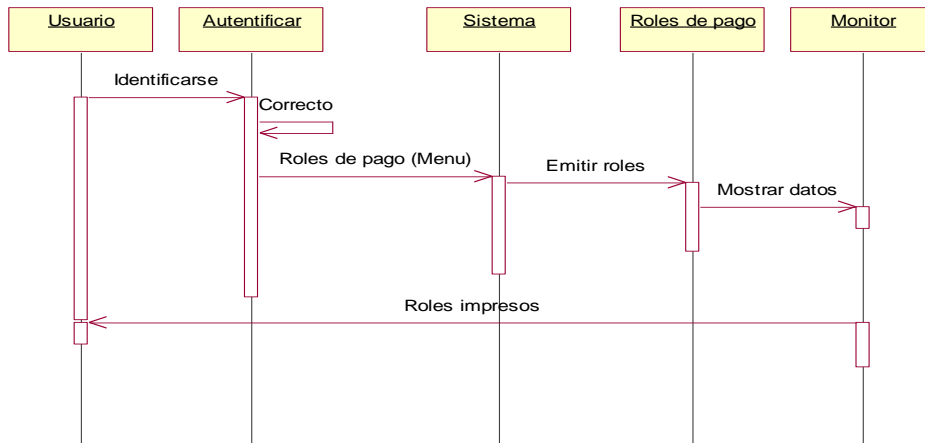 Usuario
Autentificar
Sistema
Roles de pago
Monitor
Identificarse
Correcto
Roles de pago (Menu)
Emitir roles
Mostrar datos
Roles impresos